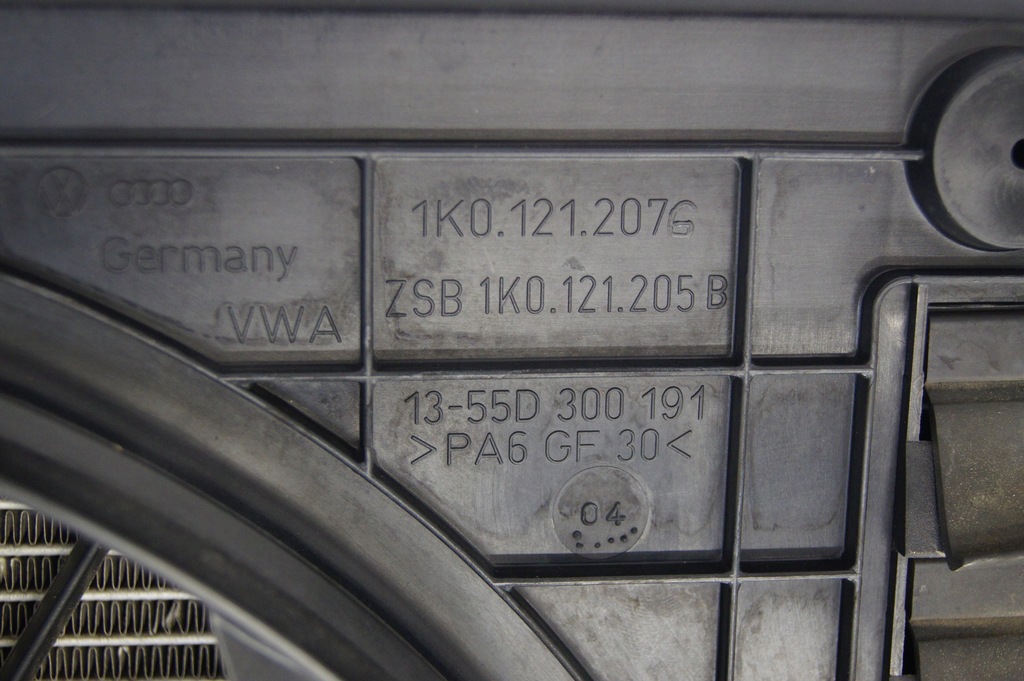 Germany
VWA
1K0.121.207G
ZSB 1K0.121.205 B
13-55D 300 191
>PA6 GF 30<
04